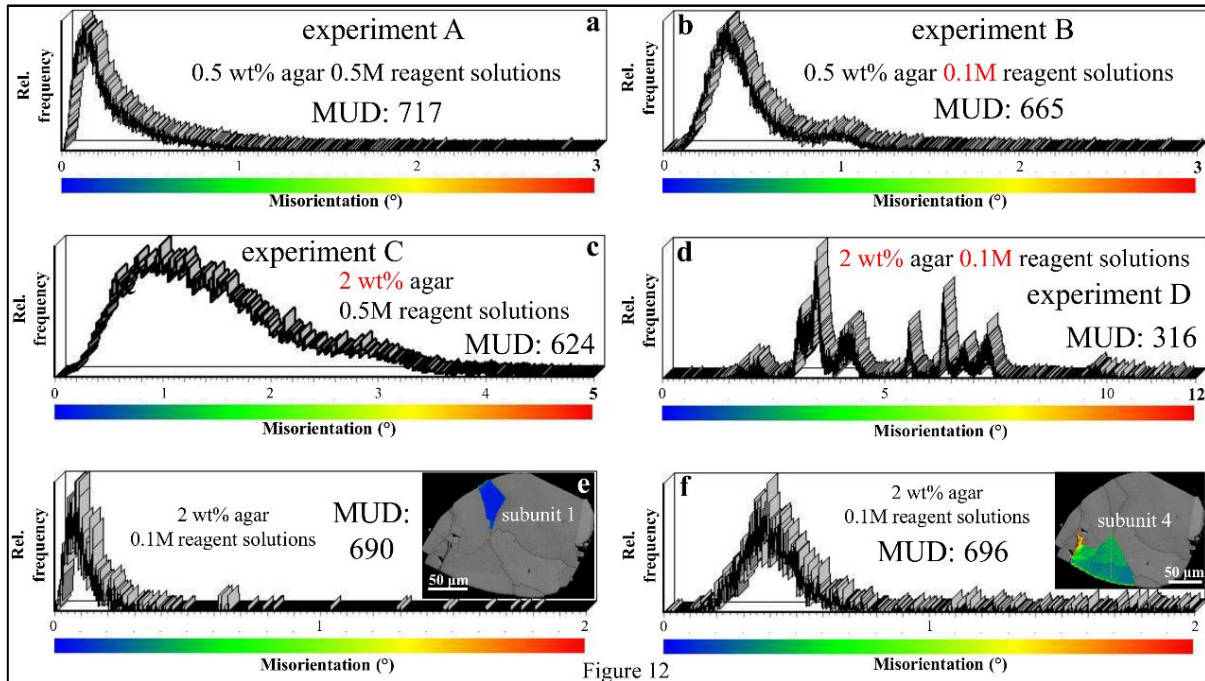 experiment A
a
0.5 wt% agar 0.5M reagent solutions
MUD: 717
Rel.
frequency
0 1 2 3
Misorientation (°)
experiment B
b
0.5 wt% agar 0.1M reagent solutions
MUD: 665
Rel.
frequency
0 1 2 3
Misorientation (°)
experiment C
c
2 wt% agar
0.5M reagent solutions
MUD: 624
Rel.
frequency
0 1 2 3 4 5
Misorientation (°)
d
2 wt% agar 0.1M reagent solutions
experiment D
MUD: 316
Rel.
frequency
0 5 10 12
Misorientation (°)
e
2 wt% agar
0.1M reagent solutions
MUD:
690
subunit 1
50 µm
Rel.
frequency
0 1 2
Misorientation (°)
f
2 wt% agar
0.1M reagent solutions
MUD: 696
subunit 4
50 µm
Rel.
frequency
0 1 2
Misorientation (°)
Figure 12